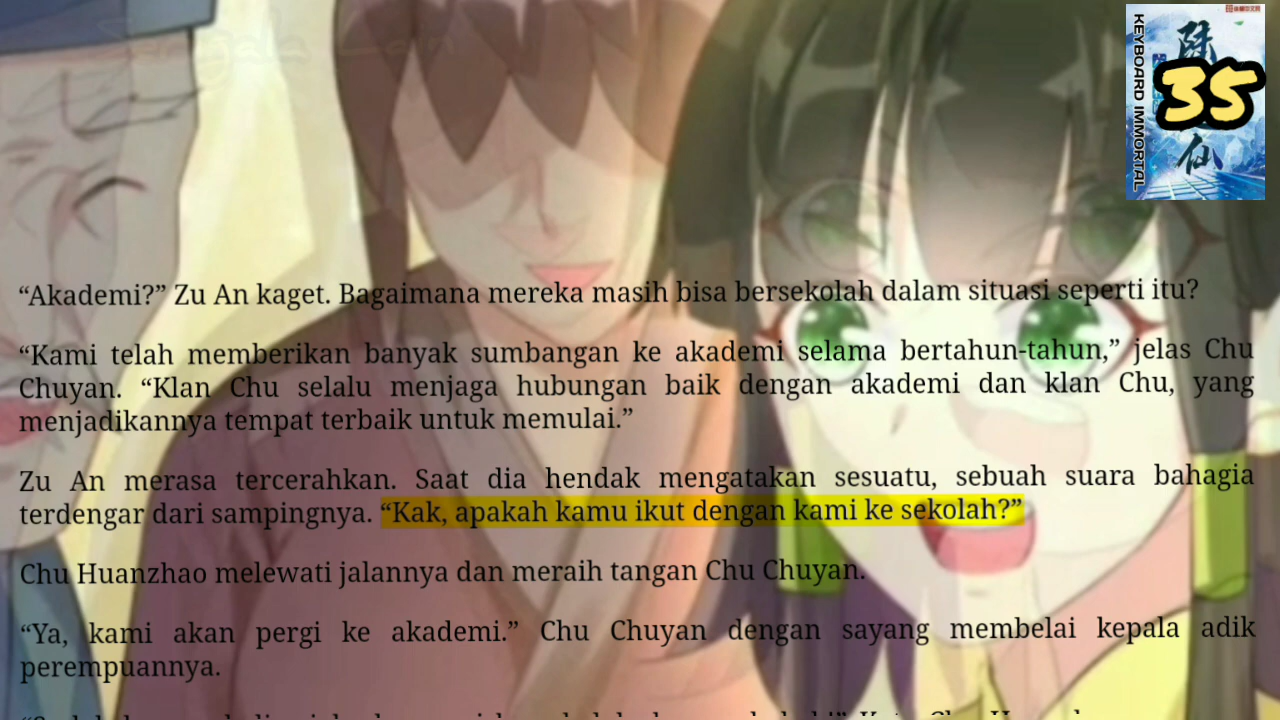 KEYBOARD IMMORTAL
35
仙
“Akademi?” Zu An kaget. Bagaimana mereka masih bisa bersekolah dalam situasi seperti itu?
“Kami telah memberikan banyak sumbangan ke akademi selama bertahun-tahun,” jelas Chu
Chuyan. “Klan Chu selalu menjaga hubungan baik dengan akademi dan klan Chu, yang
menjadikannya tempat terbaik untuk memulai.”
Zu An merasa tercerahkan. Saat dia hendak mengatakan sesuatu, sebuah suara bahagia
terdengar dari sampingnya. “Kak, apakah kamu ikut dengan kami ke sekolah?”
Chu Huanzhao melewati jalannya dan meraih tangan Chu Chuyan.
“Ya, kami akan pergi ke akademi.” Chu Chuyan dengan sayang membelai kepala adik
perempuannya.